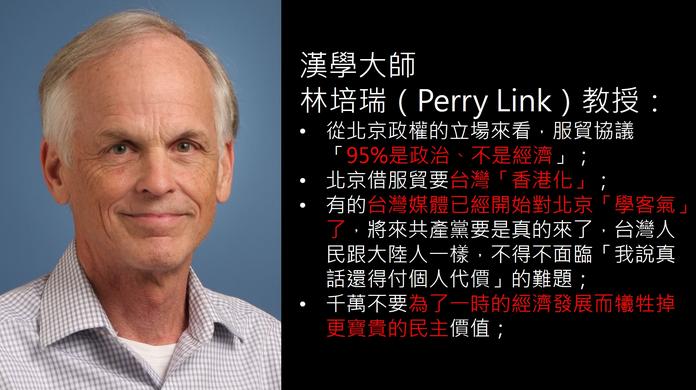 漢學大師
林培瑞（Perry Link）教授：
• 從北京政權的立場來看，服貿協議
「95%是政治、不是經濟」；
• 北京借服貿要台灣「香港化」；
• 有的台灣媒體已經開始對北京「學客氣」
了，將來共產黨要是真的來了，台灣人
民跟大陸人一樣，不得不面臨「我說真
話還得付個人代價」的難題；
• 千萬不要為了一時的經濟發展而犧牲掉
更寶貴的民主價值；